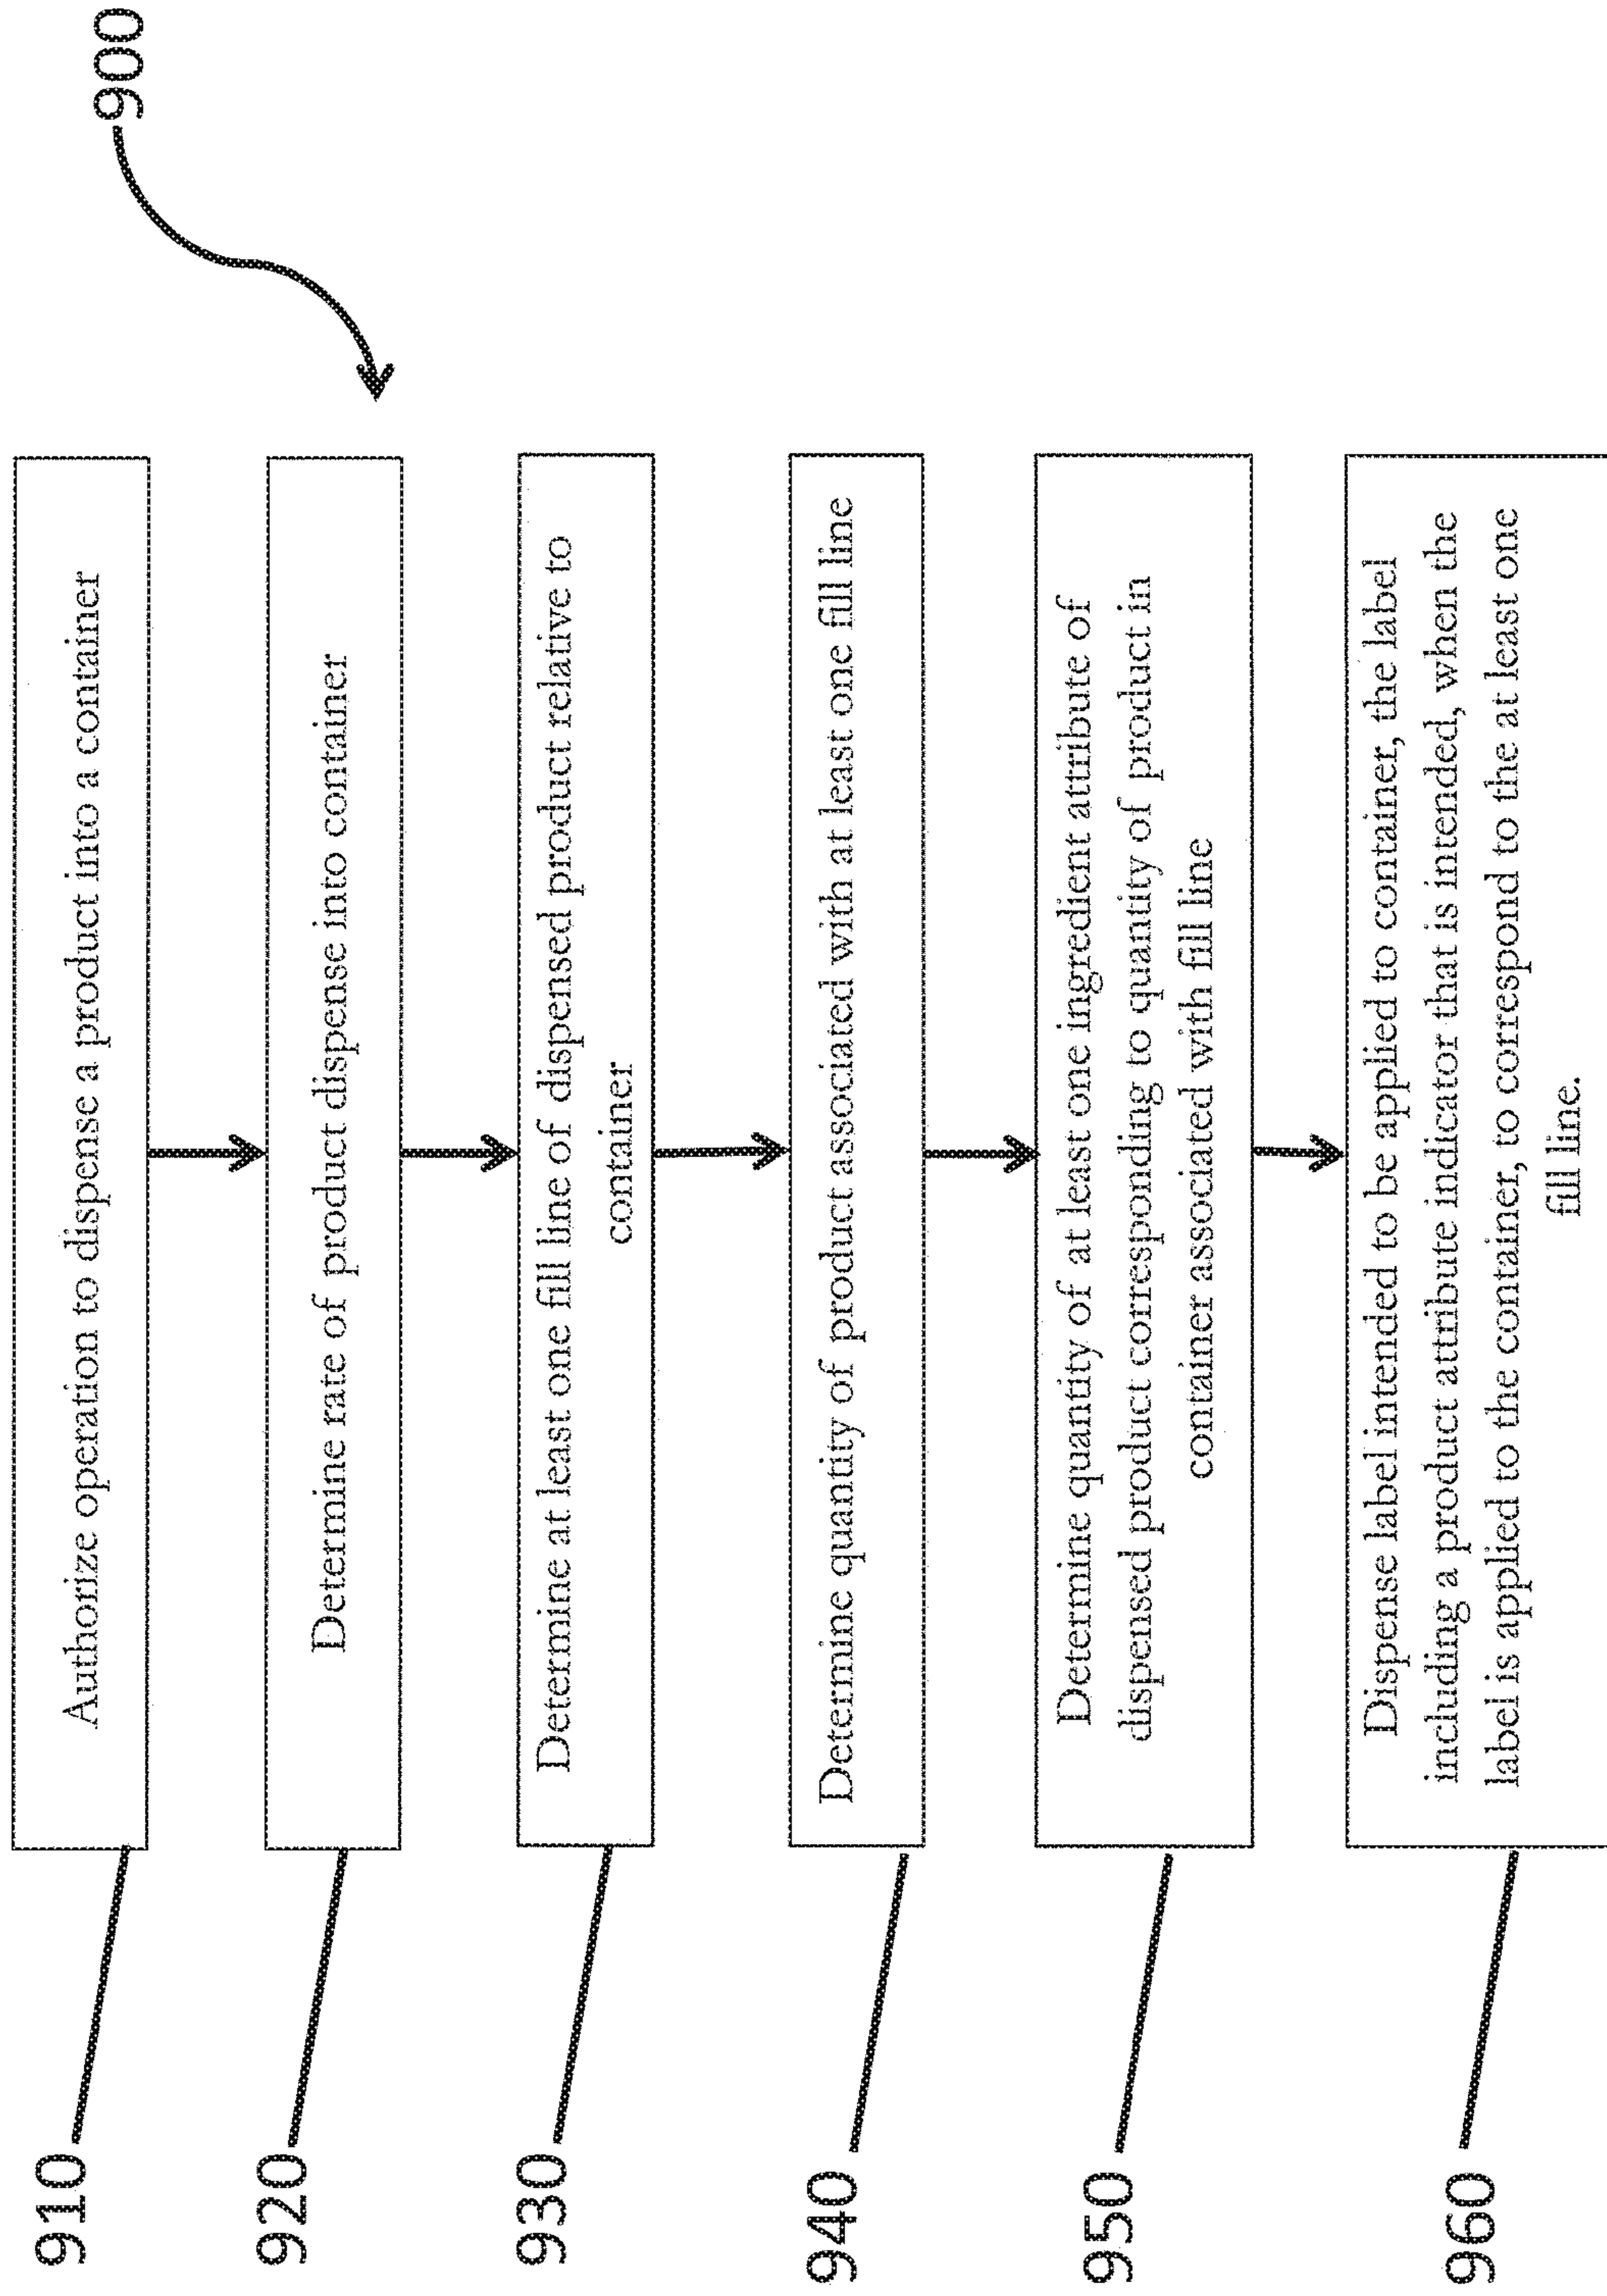 900
910
Authorize operation to dispense a product into a container
920
Determine rate of product dispense into container
930
Determine at least one fill line of dispensed product relative to
container
940
Determine quantity of product associated with at least one fill line
950
Determine quantity of at least one ingredient attribute of
dispensed product corresponding to quantity of product in
container associated with fill line
960
Dispense label intended to be applied to container, the label
including a product attribute indicator that is intended, when the
label is applied to the container, to correspond to the at least one
fill line.